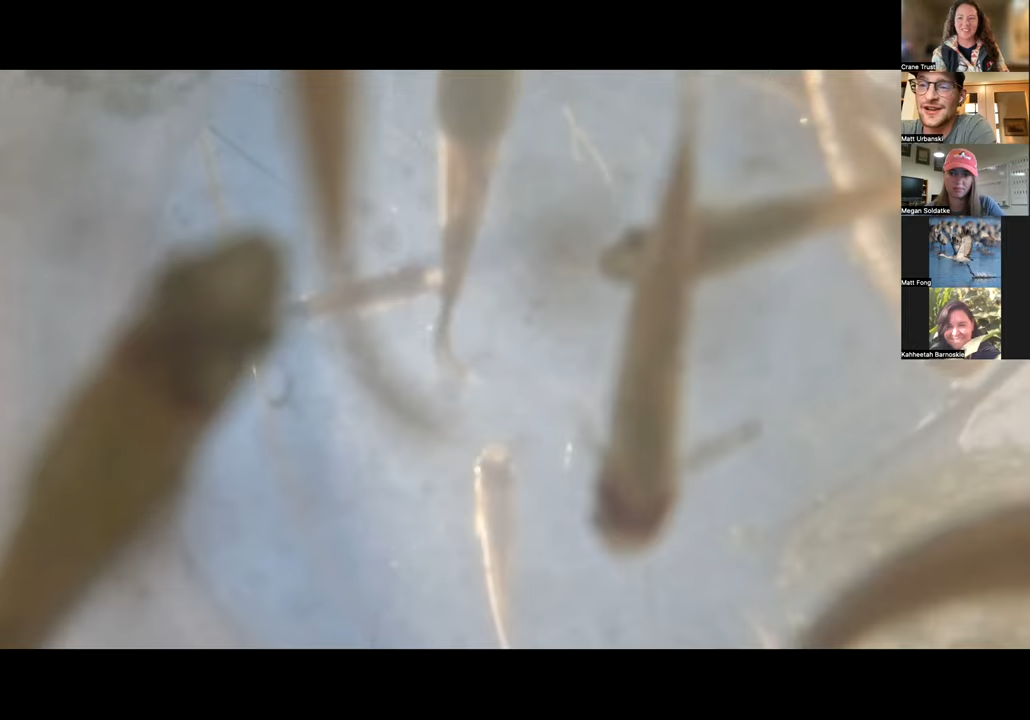 Crane Trust
Matt Urbanski
Megan Soldatke
Matt Fong
Kahheetah Barnoskie